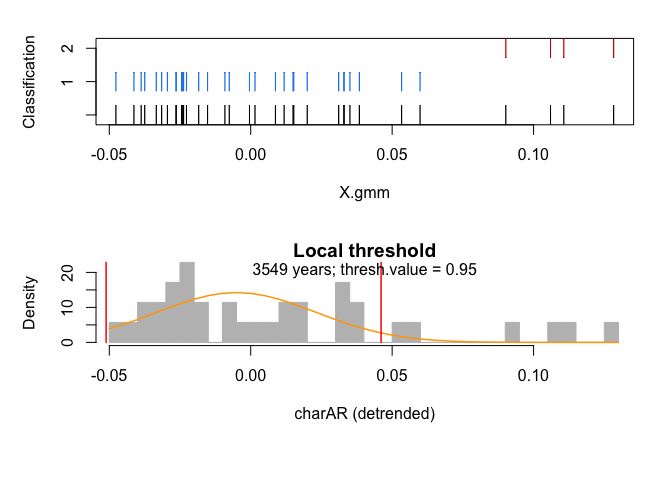 Classification
2
1
-0.05 0.00 0.05 0.10
X.gmm
Local threshold
3549 years; thresh.value = 0.95
Density
20
10
0
-0.05 0.00 0.05 0.10
charAR (detrended)